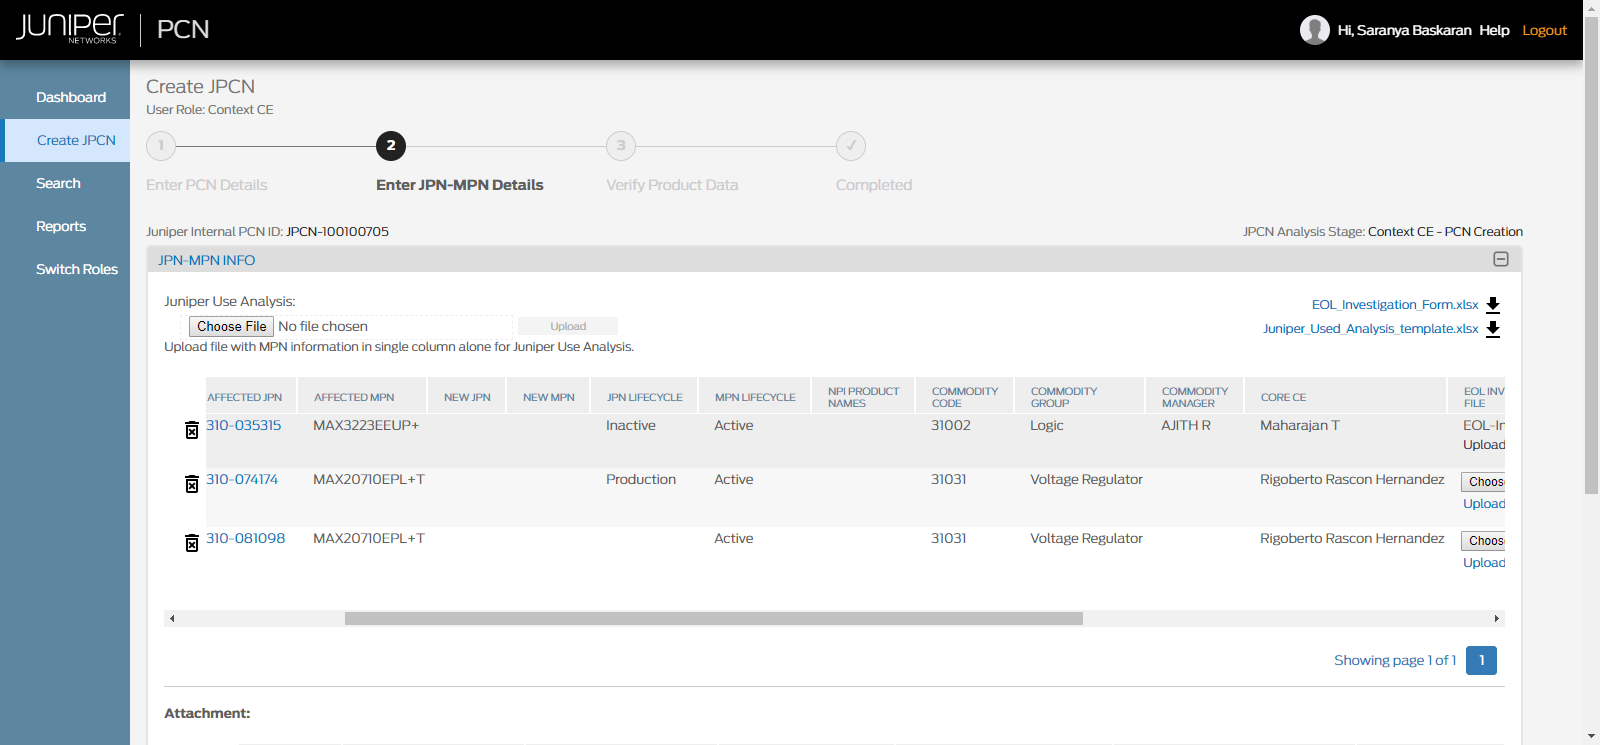 JUNIPER NETWORKS PCN Hi, Saranya Baskaran Help Logout
Dashboard
Create JPCN
Search
Reports
Switch Roles
Create JPCN
User Role: Context CE
1 2 3 ✓
Enter PCN Details Enter JPN-MPN Details Verify Product Data Completed
Juniper Internal PCN ID: JPCN-100100705 JPCN Analysis Stage: Context CE - PCN Creation
JPN-MPN INFO
Juniper Use Analysis:
Choose File No file chosen Upload
Upload file with MPN information in single column alone for Juniper Use Analysis.
EOL_Investigation_Form.xlsx
Juniper_Used_Analysis_template.xlsx
AFFECTED JPN AFFECTED MPN NEW JPN NEW MPN JPN LIFECYCLE MPN LIFECYCLE NPI PRODUCT NAMES COMMODITY CODE COMMODITY GROUP COMMODITY MANAGER CORE CE EOL INV FILE
310-035315 MAX3223EEUP+ Inactive Active 31002 Logic AJITH R Maharajan T EOL-In
Upload
310-074174 MAX20710EPL+T Production Active 31031 Voltage Regulator Rigoberto Rascon Hernandez Choos
Upload
310-081098 MAX20710EPL+T Active 31031 Voltage Regulator Rigoberto Rascon Hernandez Choos
Upload
Showing page 1 of 1 1
Attachment: